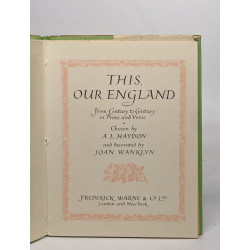 THIS,
OUR ENGLAND
From Century to Century
in Prose and Verse
Chosen by
A. L. HAYDON
and decorated by
JOAN WANKLYN
FREDERICK WARNE & Co. LTD.
London and New York